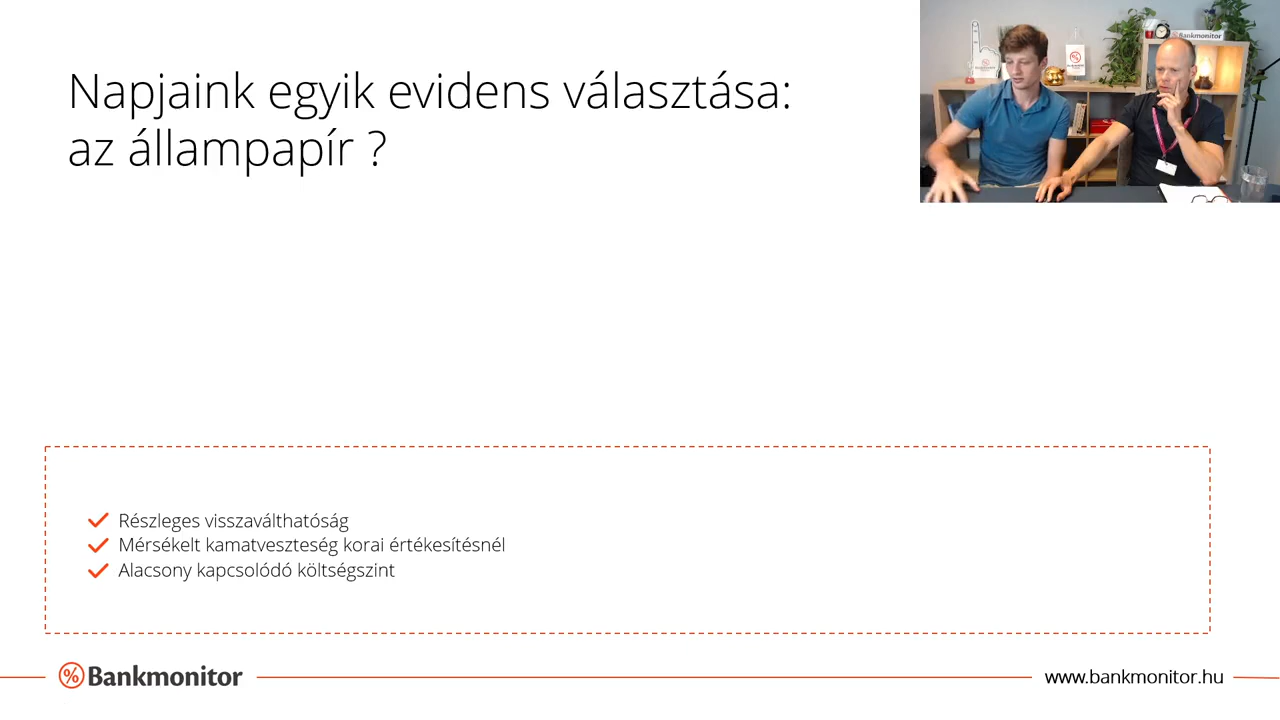 Napjaink egyik evidens választása:
az állampapír ?
Bankmonitor
Részleges visszaválthatóság
Mérsékelt kamatveszteség korai értékesítésnél
Alacsony kapcsolódó költségszint
% Bankmonitor
www.bankmonitor.hu